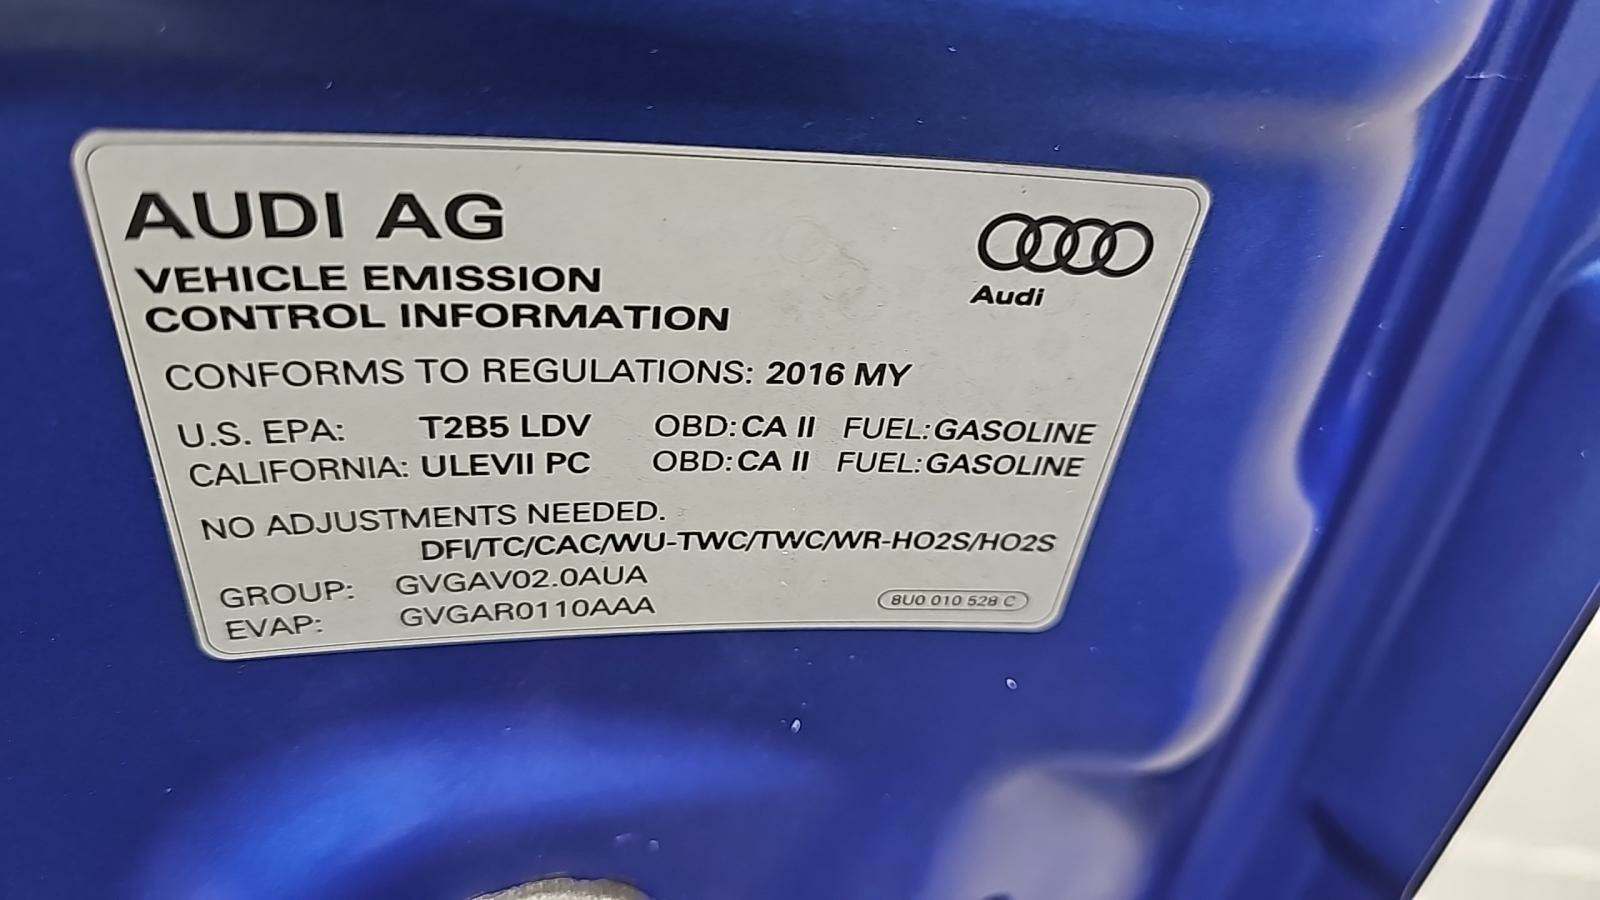 AUDI AG
Audi
VEHICLE EMISSION
CONTROL INFORMATION
CONFORMS TO REGULATIONS: 2016 MY
U.S. EPA: T2B5 LDV OBD: CA II FUEL: GASOLINE
CALIFORNIA: ULEVII PC OBD: CA II FUEL: GASOLINE
NO ADJUSTMENTS NEEDED.
DFI/TC/CAC/WU-TWC/TWC/WR-HO2S/HO2S
GROUP: GVGAV02.0AUA
EVAP: GVGAR0110AAA
8U0 010 528 C